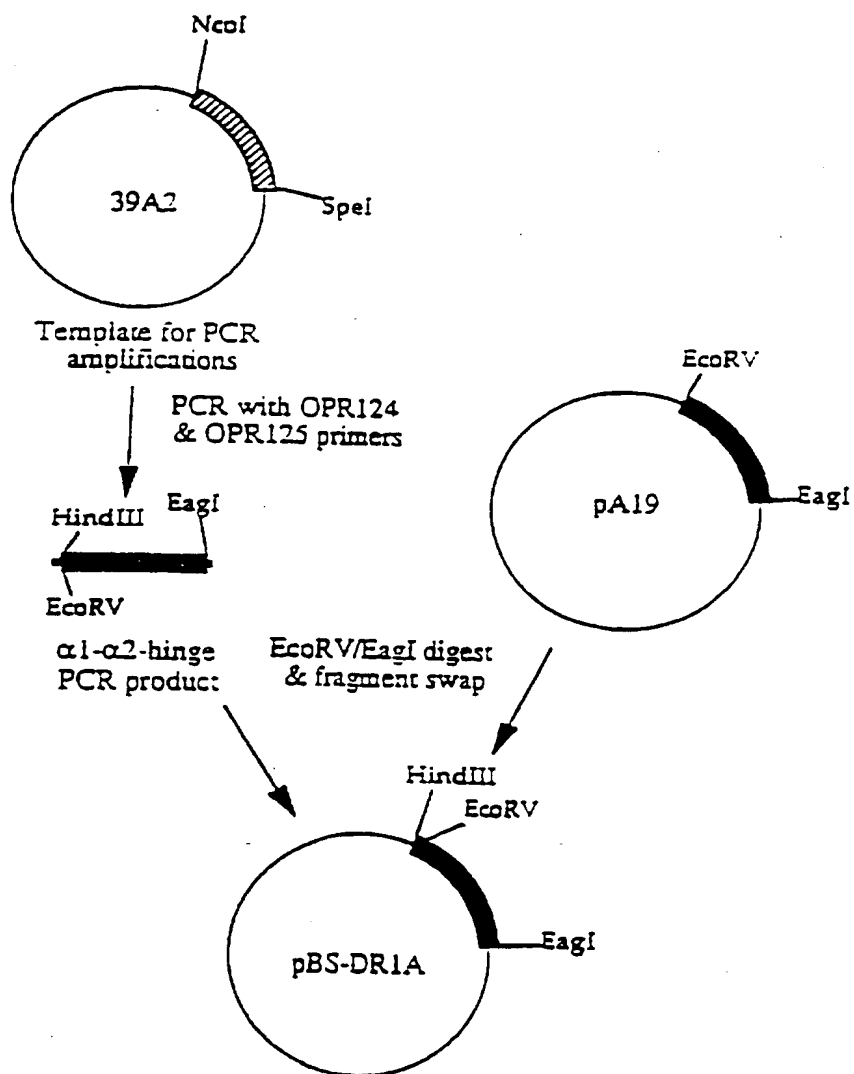 NcoI
39A2
SpeI
Template for PCR
amplifications
PCR with OPR124
& OPR125 primers
HindIII
EagI
EcoRV
α1-α2-hinge
PCR product
EcoRV
pA19
EagI
EcoRV/EagI digest
& fragment swap
HindIII
EcoRV
EagI
pBS-DR1A